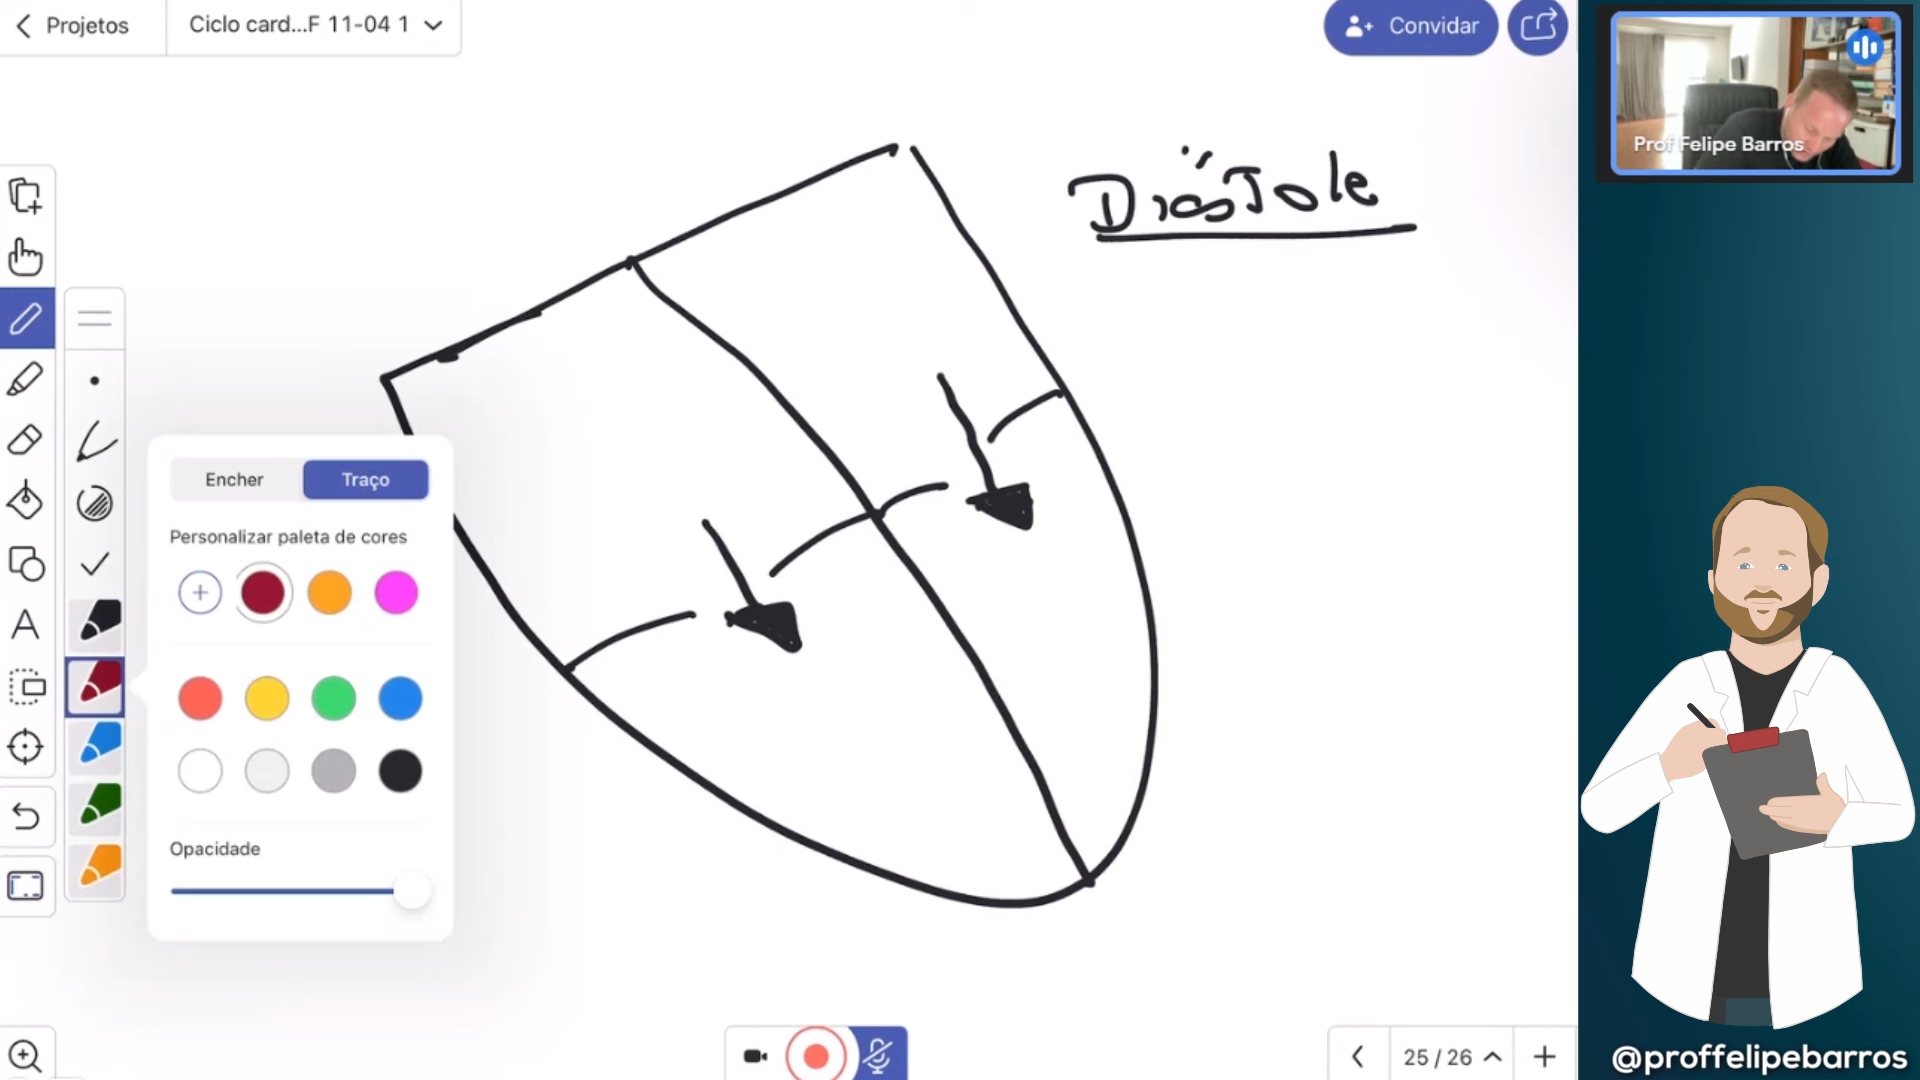 Projetos
Ciclo card...F 11-04 1
Convidar
Prof Felipe Barros
Diástole
Encher
Traço
Personalizar paleta de cores
Opacidade
25 / 26
@proffelipebarros